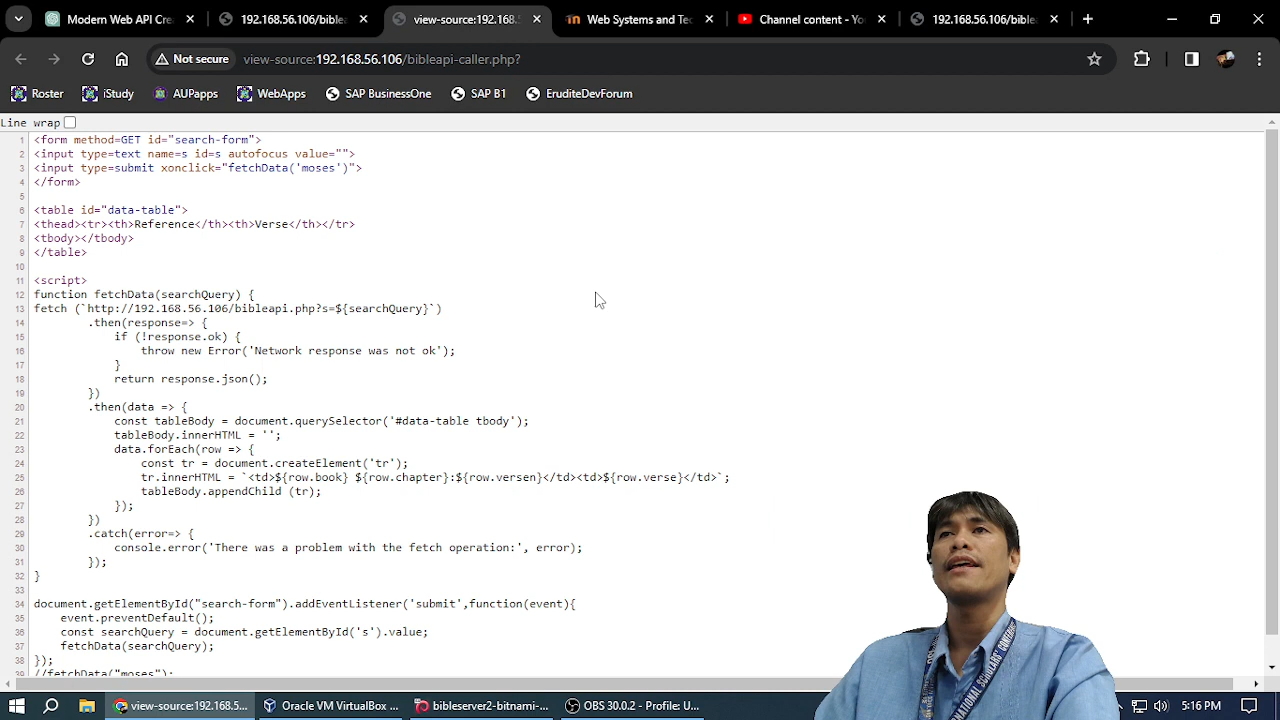 Modern Web API Cre
192.168.56.106/bible
view-source:192.168.
Web Systems and Te
Channel content - Yo
192.168.56.106/bible
Not secure
view-source:192.168.56.106/bibleapi-caller.php?
Roster
iStudy
AUPapps
WebApps
SAP BusinessOne
SAP B1
EruditeDevForum
Line wrap
1 <form method=GET id="search-form">
2 <input type=text name=s id=s autofocus value="">
3 <input type=submit xonclick="fetchData('moses')">
4 </form>
5
6 <table id="data-table">
7 <thead><tr><th>Reference</th><th>Verse</th></tr>
8 <tbody></tbody>
9 </table>
10
11 <script>
12 function fetchData(searchQuery) {
13 fetch (`http://192.168.56.106/bibleapi.php?s=${searchQuery}`)
14 .then(response=> {
15 if (!response.ok) {
16 throw new Error('Network response was not ok');
17 }
18 return response.json();
19 })
20 .then(data => {
21 const tableBody = document.querySelector('#data-table tbody');
22 tableBody.innerHTML = '';
23 data.forEach(row => {
24 const tr = document.createElement('tr');
25 tr.innerHTML = `<td>${row.book} ${row.chapter}:${row.versen}</td><td>${row.verse}</td>`;
26 tableBody.appendChild (tr);
27 });
28 })
29 .catch(error=> {
30 console.error('There was a problem with the fetch operation:', error);
31 });
32 }
33
34 document.getElementById("search-form").addEventListener('submit',function(event){
35 event.preventDefault();
36 const searchQuery = document.getElementById('s').value;
37 fetchData(searchQuery);
38 });
39 //fetchData("moses");
view-source:192.168.5...
Oracle VM VirtualBox ...
bibleserver2-bitnami-...
OBS 30.0.2 - Profile: U...
5:16 PM